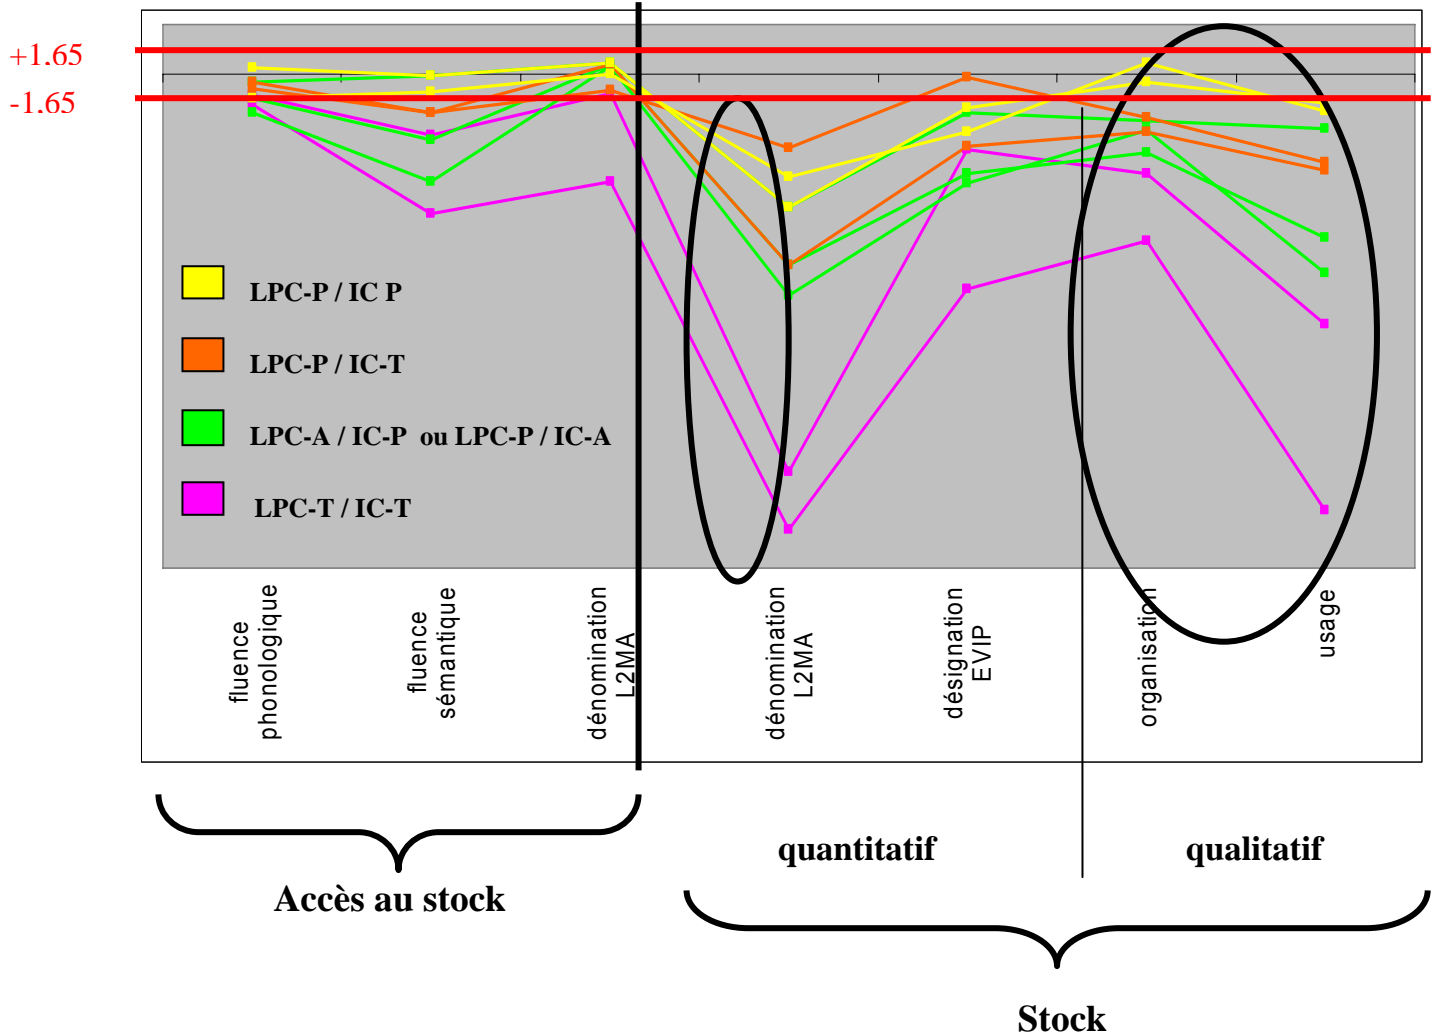 +1.65
-1.65
LPC-P / IC P
LPC-P / IC-T
LPC-A / IC-P ou LPC-P / IC-A
LPC-T / IC-T
fluence
phonologique
fluence
sémantique
dénomination
L2MA
dénomination
L2MA
désignation
EVIP
organisation
usage
quantitatif
qualitatif
Accès au stock
Stock